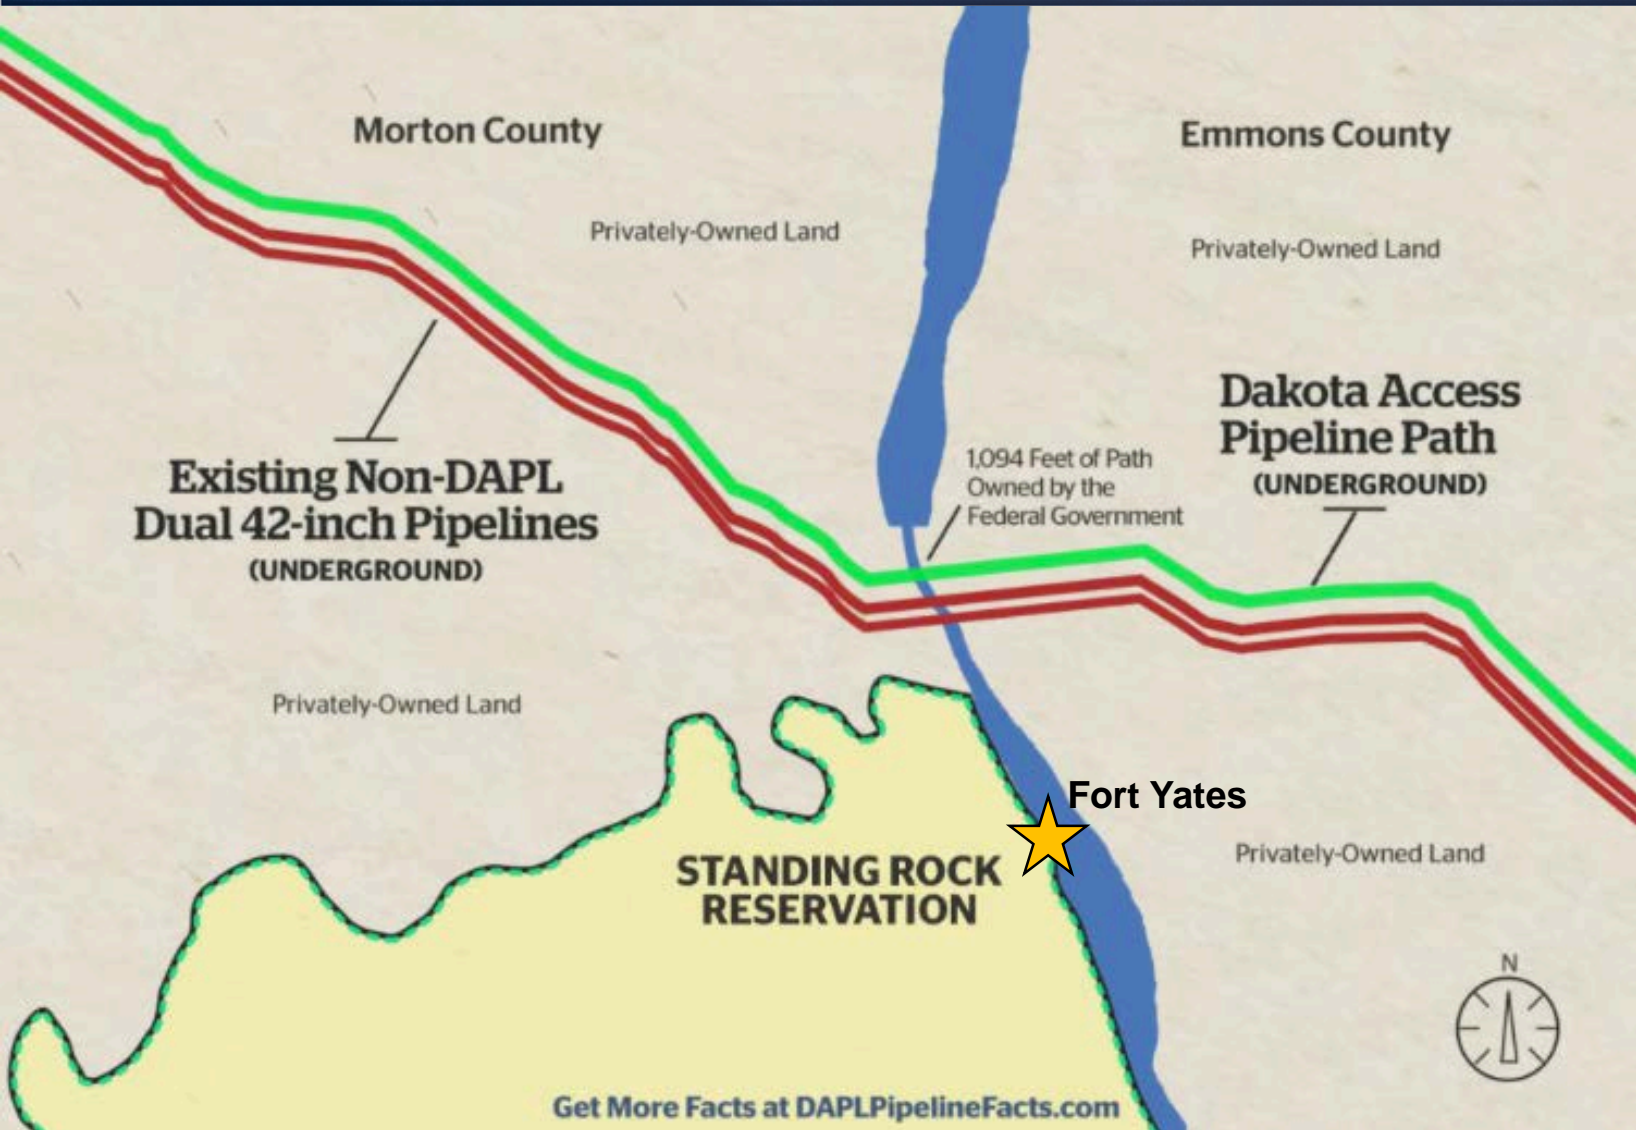 Morton County
Emmons County
Privately-Owned Land
Privately-Owned Land
Dakota Access
Pipeline Path
(UNDERGROUND)
1,094 Feet of Path
Owned by the
Federal Government
Existing Non-DAPL
Dual 42-inch Pipelines
(UNDERGROUND)
Privately-Owned Land
Fort Yates
Privately-Owned Land
STANDING ROCK
RESERVATION
N
Get More Facts at DAPLPipelineFacts.com